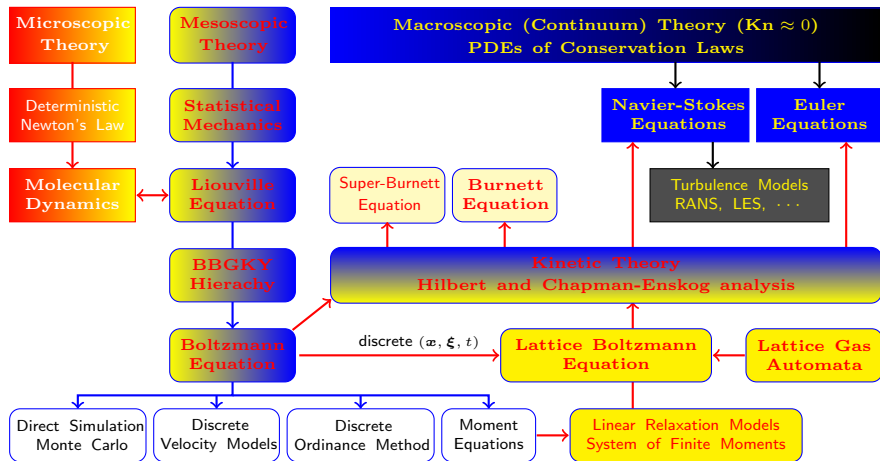 Microscopic
Theory
Mesoscopic
Theory
Macroscopic (Continuum) Theory (Kn ≈ 0)
PDEs of Conservation Laws
Deterministic
Newton's Law
Statistical
Mechanics
Navier-Stokes
Equations
Euler
Equations
Molecular
Dynamics
Liouville
Equation
Super-Burnett
Equation
Burnett
Equation
Turbulence Models
RANS, LES, ···
BBGKY
Hierachy
Kinetic Theory
Hilbert and Chapman-Enskog analysis
Boltzmann
Equation
discrete (x, ξ, t)
Lattice Boltzmann
Equation
Lattice Gas
Automata
Direct Simulation
Monte Carlo
Discrete
Velocity Models
Discrete
Ordinance Method
Moment
Equations
Linear Relaxation Models
System of Finite Moments